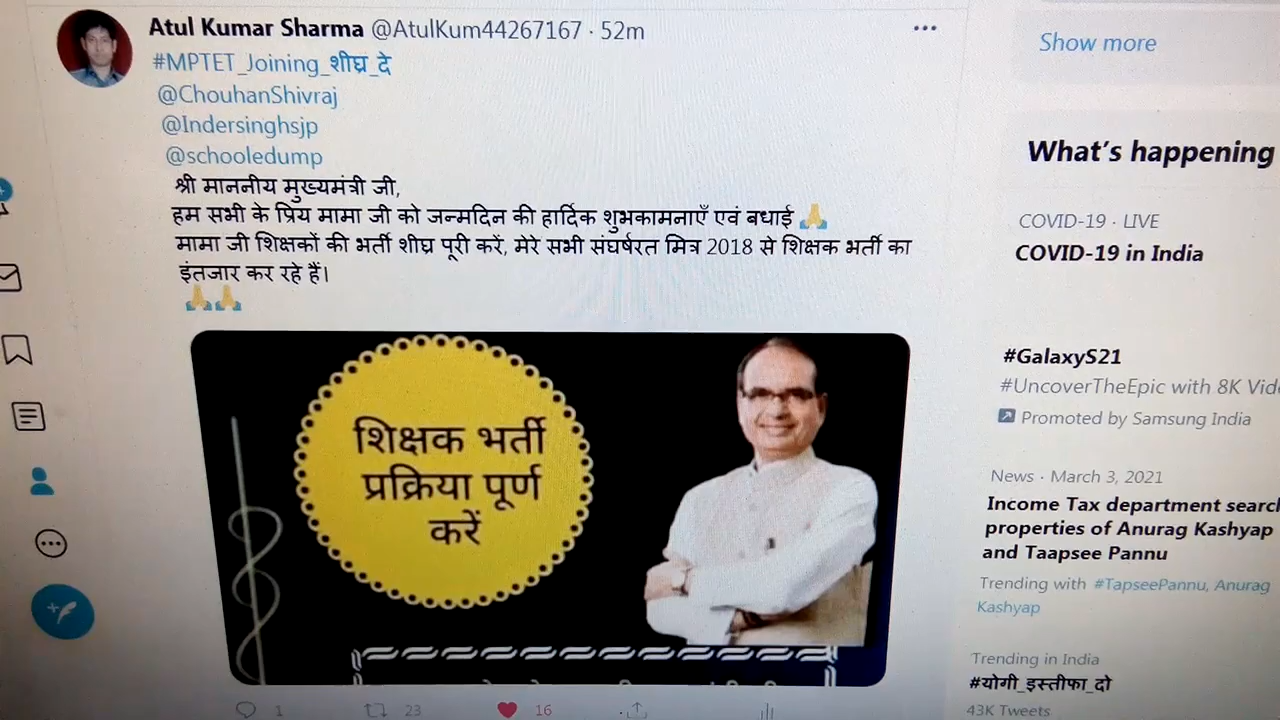 Atul Kumar Sharma @AtulKum44267167 · 52m
#MPTET_Joining_शीघ्र_दे
@ChouhanShivraj
@Indersinghsjp
@schooledump
श्री माननीय मुख्यमंत्री जी,
हम सभी के प्रिय मामा जी को जन्मदिन की हार्दिक शुभकामनाएँ एवं बधाई 🙏
मामा जी शिक्षकों की भर्ती शीघ्र पूरी करें, मेरे सभी संघर्षरत मित्र 2018 से शिक्षक भर्ती का
इंतजार कर रहे हैं।
🙏🙏
शिक्षक भर्ती
प्रक्रिया पूर्ण
करें
1 23 16
Show more
What's happening
COVID-19 · LIVE
COVID-19 in India
#GalaxyS21
#UncoverTheEpic with 8K
Promoted by Samsung India
News · March 3, 2021
Income Tax department
properties of Anurag Kashyap
and Taapsee Pannu
Trending with #TapseePannu, Anurag
Kashyap
Trending in India
#योगी_इस्तीफा_दो
43K Tweets